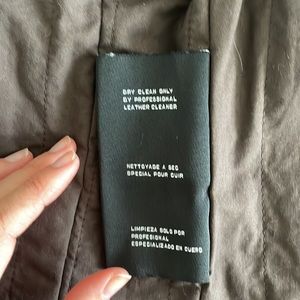 DRY CLEAN ONLY
BY PROFESSIONAL
LEATHER CLEANER
NETTOYAGE A SEC
SPECIAL POUR CUIR
LIMPIEZA SOLO POR
PROFESIONAL
ESPECIALIZADO EN CUERO